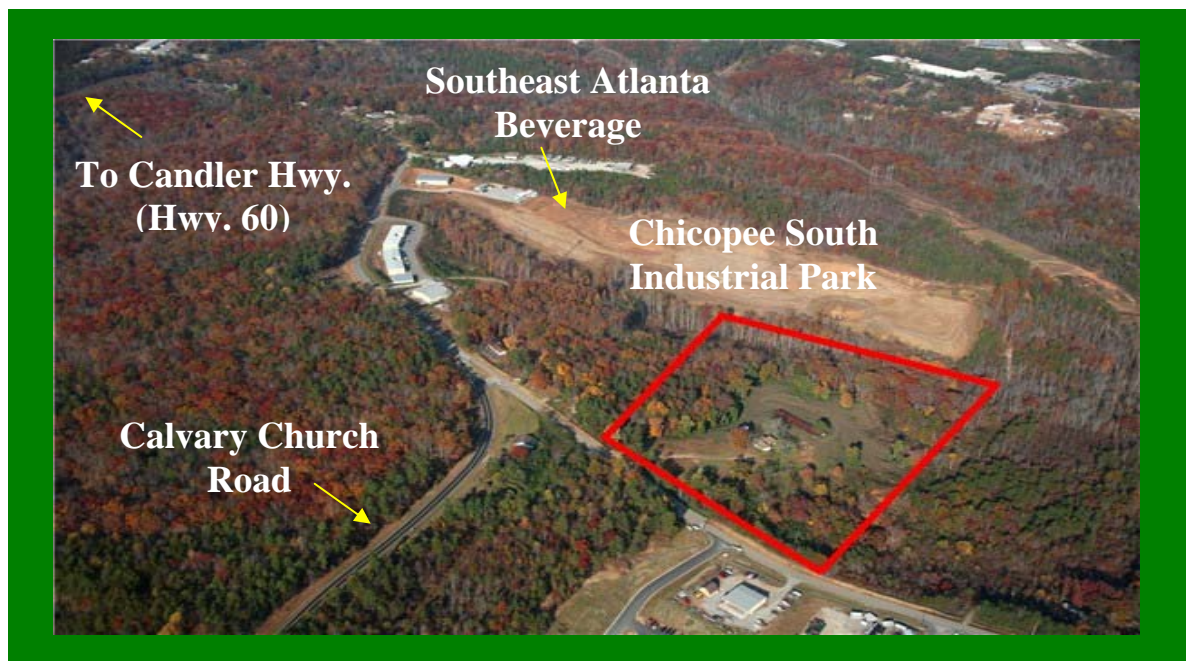 Southeast Atlanta
Beverage
To Candler Hwy.
(Hwy. 60)
Chicopee South
Industrial Park
Calvary Church
Road